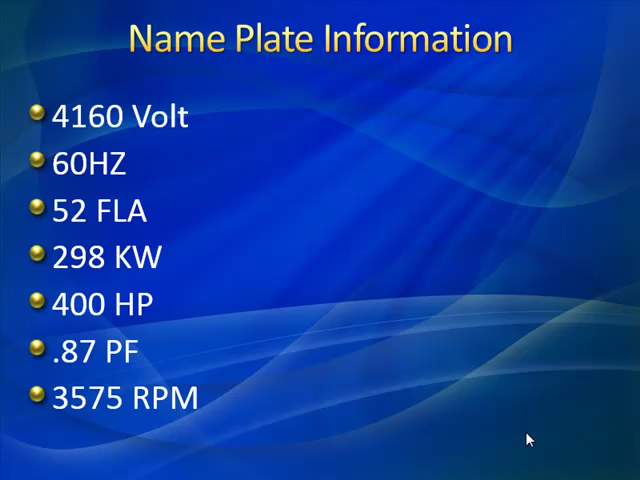 Name Plate Information
4160 Volt
60HZ
52 FLA
298 KW
400 HP
.87 PF
3575 RPM